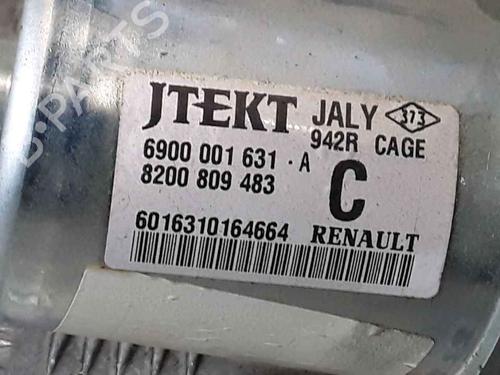 JTEKT JALY 373
942R CAGE
6900 001 631 · A
8200 809 483 C
6016310164664 RENAULT
B-PARTS